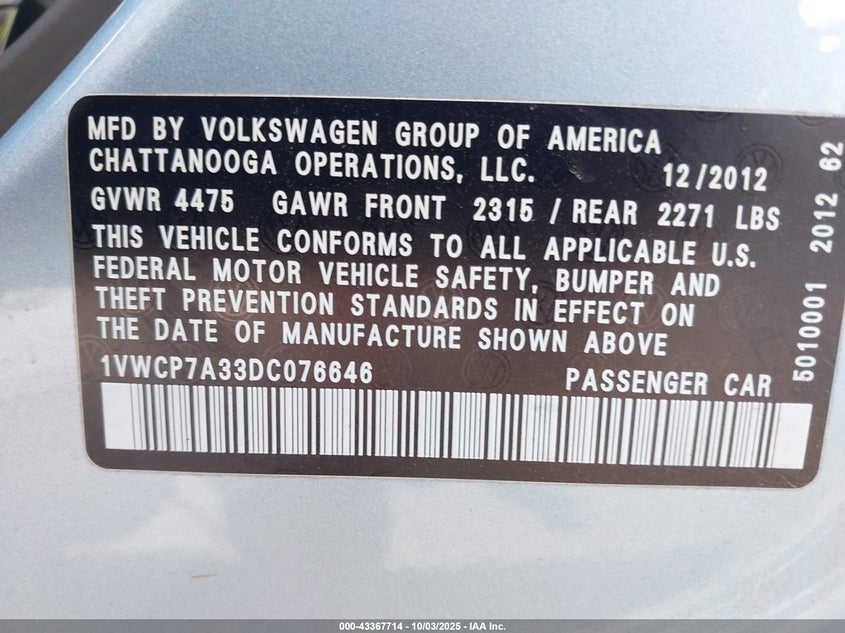 MFD BY VOLKSWAGEN GROUP OF AMERICA
CHATTANOOGA OPERATIONS, LLC. 12/2012
GVWR 4475 GAWR FRONT 2315 / REAR 2271 LBS
THIS VEHICLE CONFORMS TO ALL APPLICABLE U.S.
FEDERAL MOTOR VEHICLE SAFETY, BUMPER AND
THEFT PREVENTION STANDARDS IN EFFECT ON
THE DATE OF MANUFACTURE SHOWN ABOVE
1VWCP7A33DC076646 PASSENGER CAR
5010001 2012 62
000-43367714 - 10/03/2025 - IAA Inc.